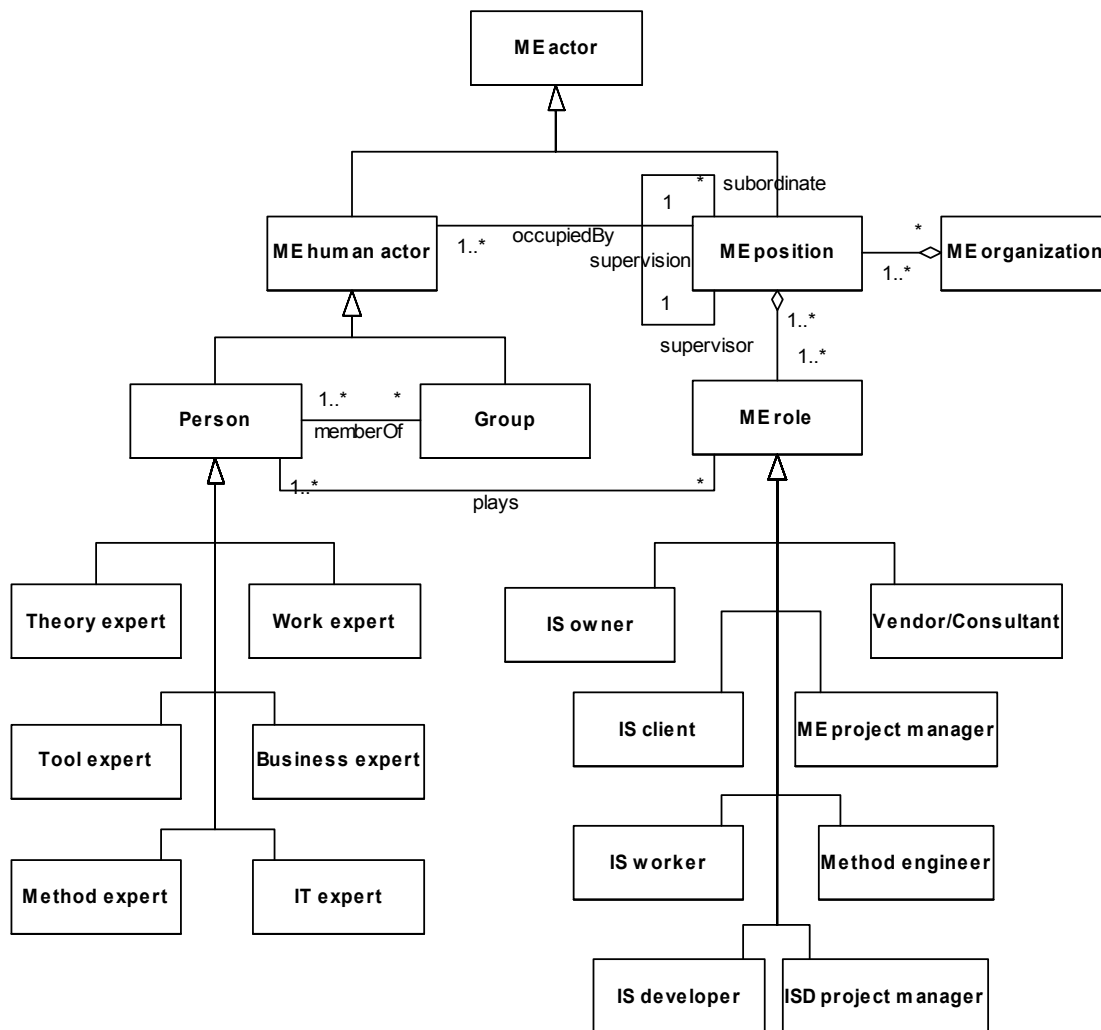 ME actor
* subordinate
1
ME human actor
1..*
occupiedBy
supervision
ME position
*
1..*
ME organization
1
supervisor
1..*
1..*
Person
1..*
*
memberOf
Group
ME role
1..*
*
plays
Theory expert
Work expert
IS owner
Vendor/Consultant
Tool expert
Business expert
IS client
ME project manager
Method expert
IT expert
IS worker
Method engineer
IS developer
ISD project manager